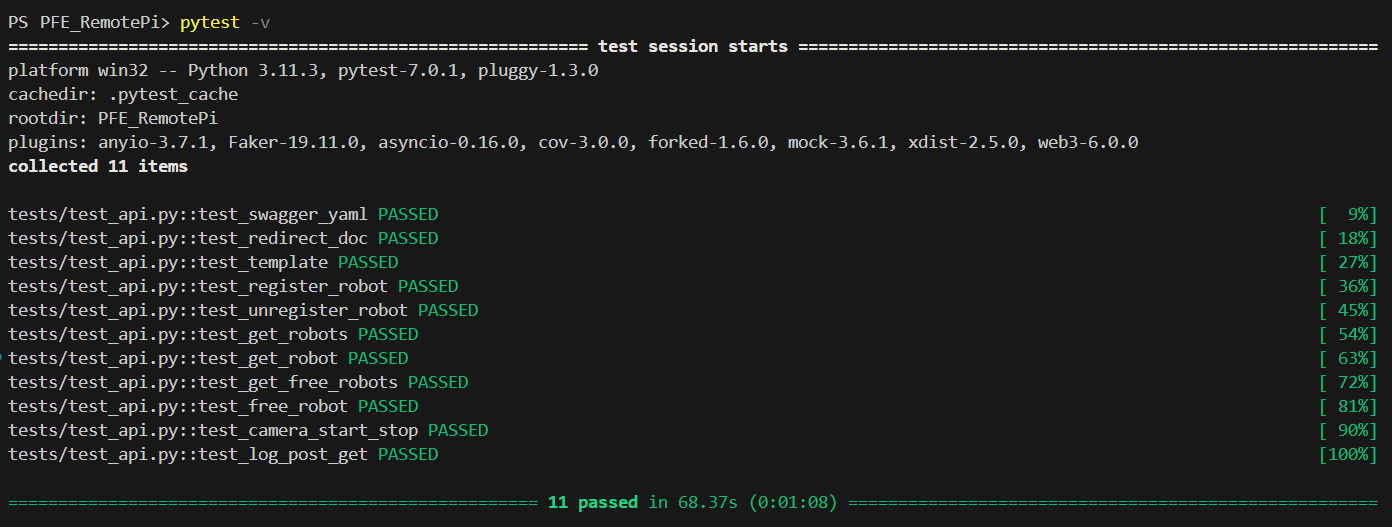 PS PFE_RemotePi> pytest -v
========================================================== test session starts ==========================================================
platform win32 -- Python 3.11.3, pytest-7.0.1, pluggy-1.3.0
cachedir: .pytest_cache
rootdir: PFE_RemotePi
plugins: anyio-3.7.1, Faker-19.11.0, asyncio-0.16.0, cov-3.0.0, forked-1.6.0, mock-3.6.1, xdist-2.5.0, web3-6.0.0
collected 11 items
tests/test_api.py::test_swagger_yaml PASSED [  9%]
tests/test_api.py::test_redirect_doc PASSED [ 18%]
tests/test_api.py::test_template PASSED [ 27%]
tests/test_api.py::test_register_robot PASSED [ 36%]
tests/test_api.py::test_unregister_robot PASSED [ 45%]
tests/test_api.py::test_get_robots PASSED [ 54%]
tests/test_api.py::test_get_robot PASSED [ 63%]
tests/test_api.py::test_get_free_robots PASSED [ 72%]
tests/test_api.py::test_free_robot PASSED [ 81%]
tests/test_api.py::test_camera_start_stop PASSED [ 90%]
tests/test_api.py::test_log_post_get PASSED [100%]
===================================================== 11 passed in 68.37s (0:01:08) =====================================================